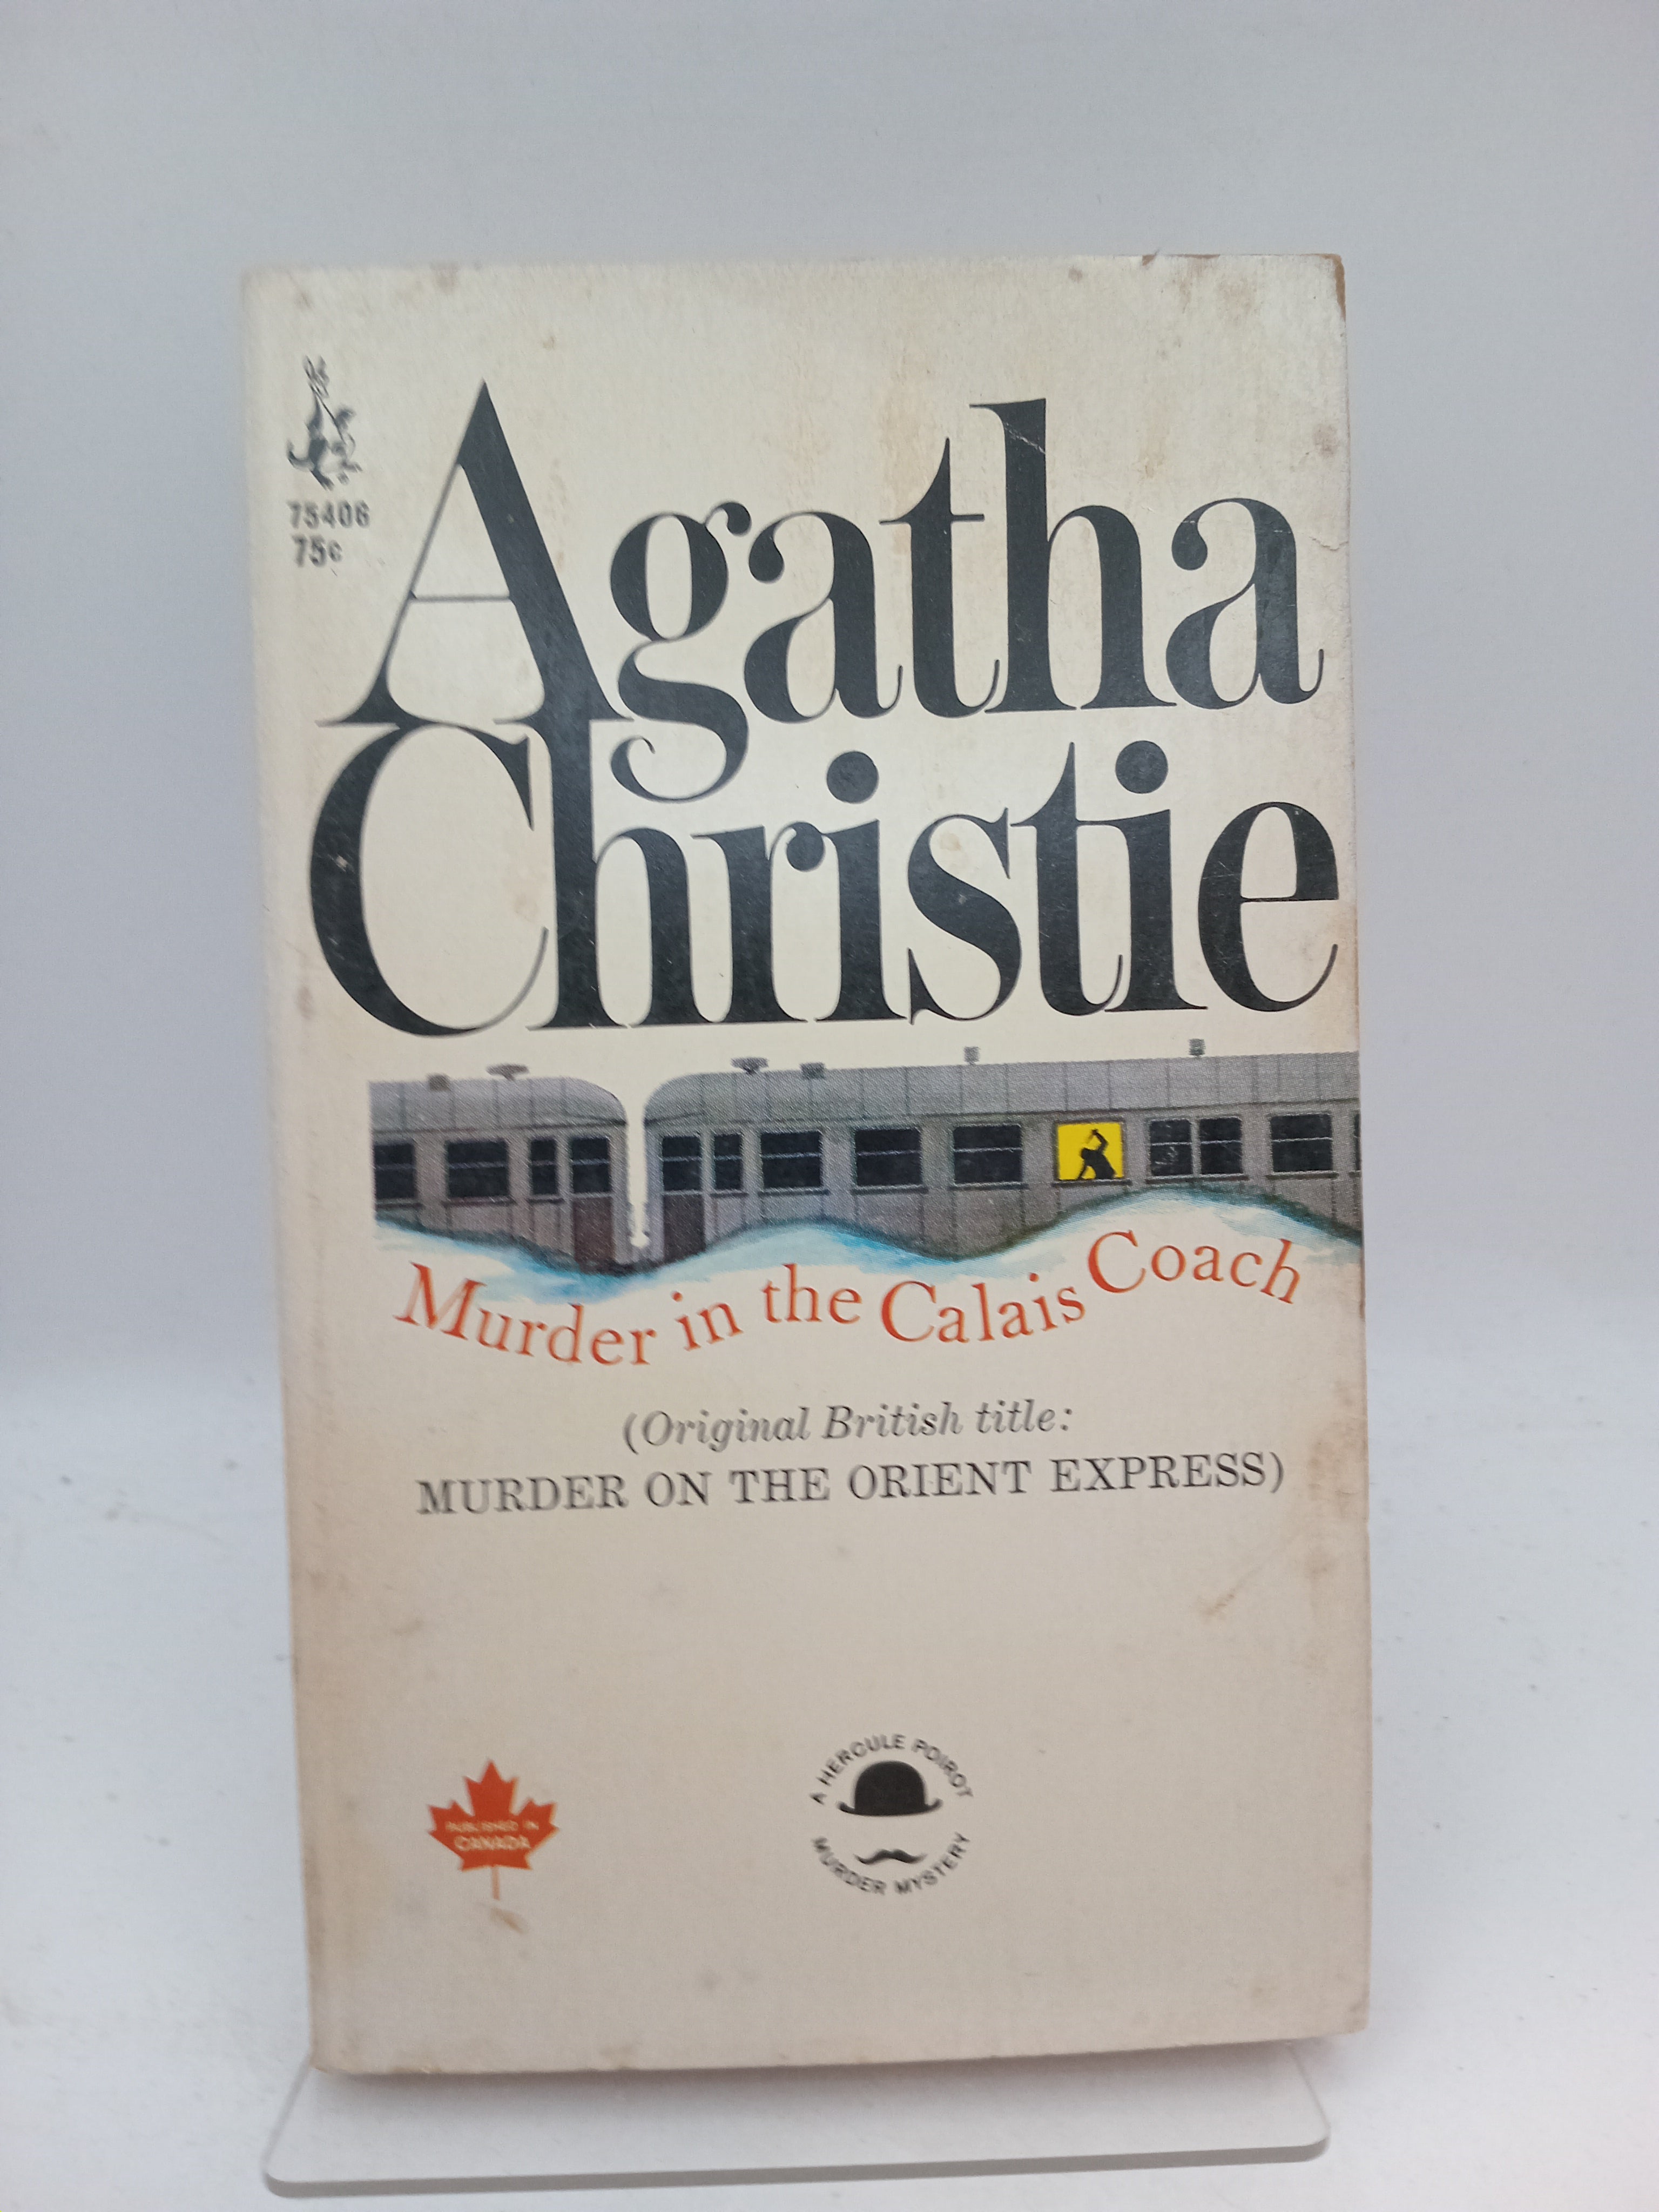 75406
75¢
Agatha
Christie
Murder in the Calais Coach
(Original British title:
MURDER ON THE ORIENT EXPRESS)
PUBLISHED IN
CANADA
A HERCULE POIROT
MURDER MYSTERY